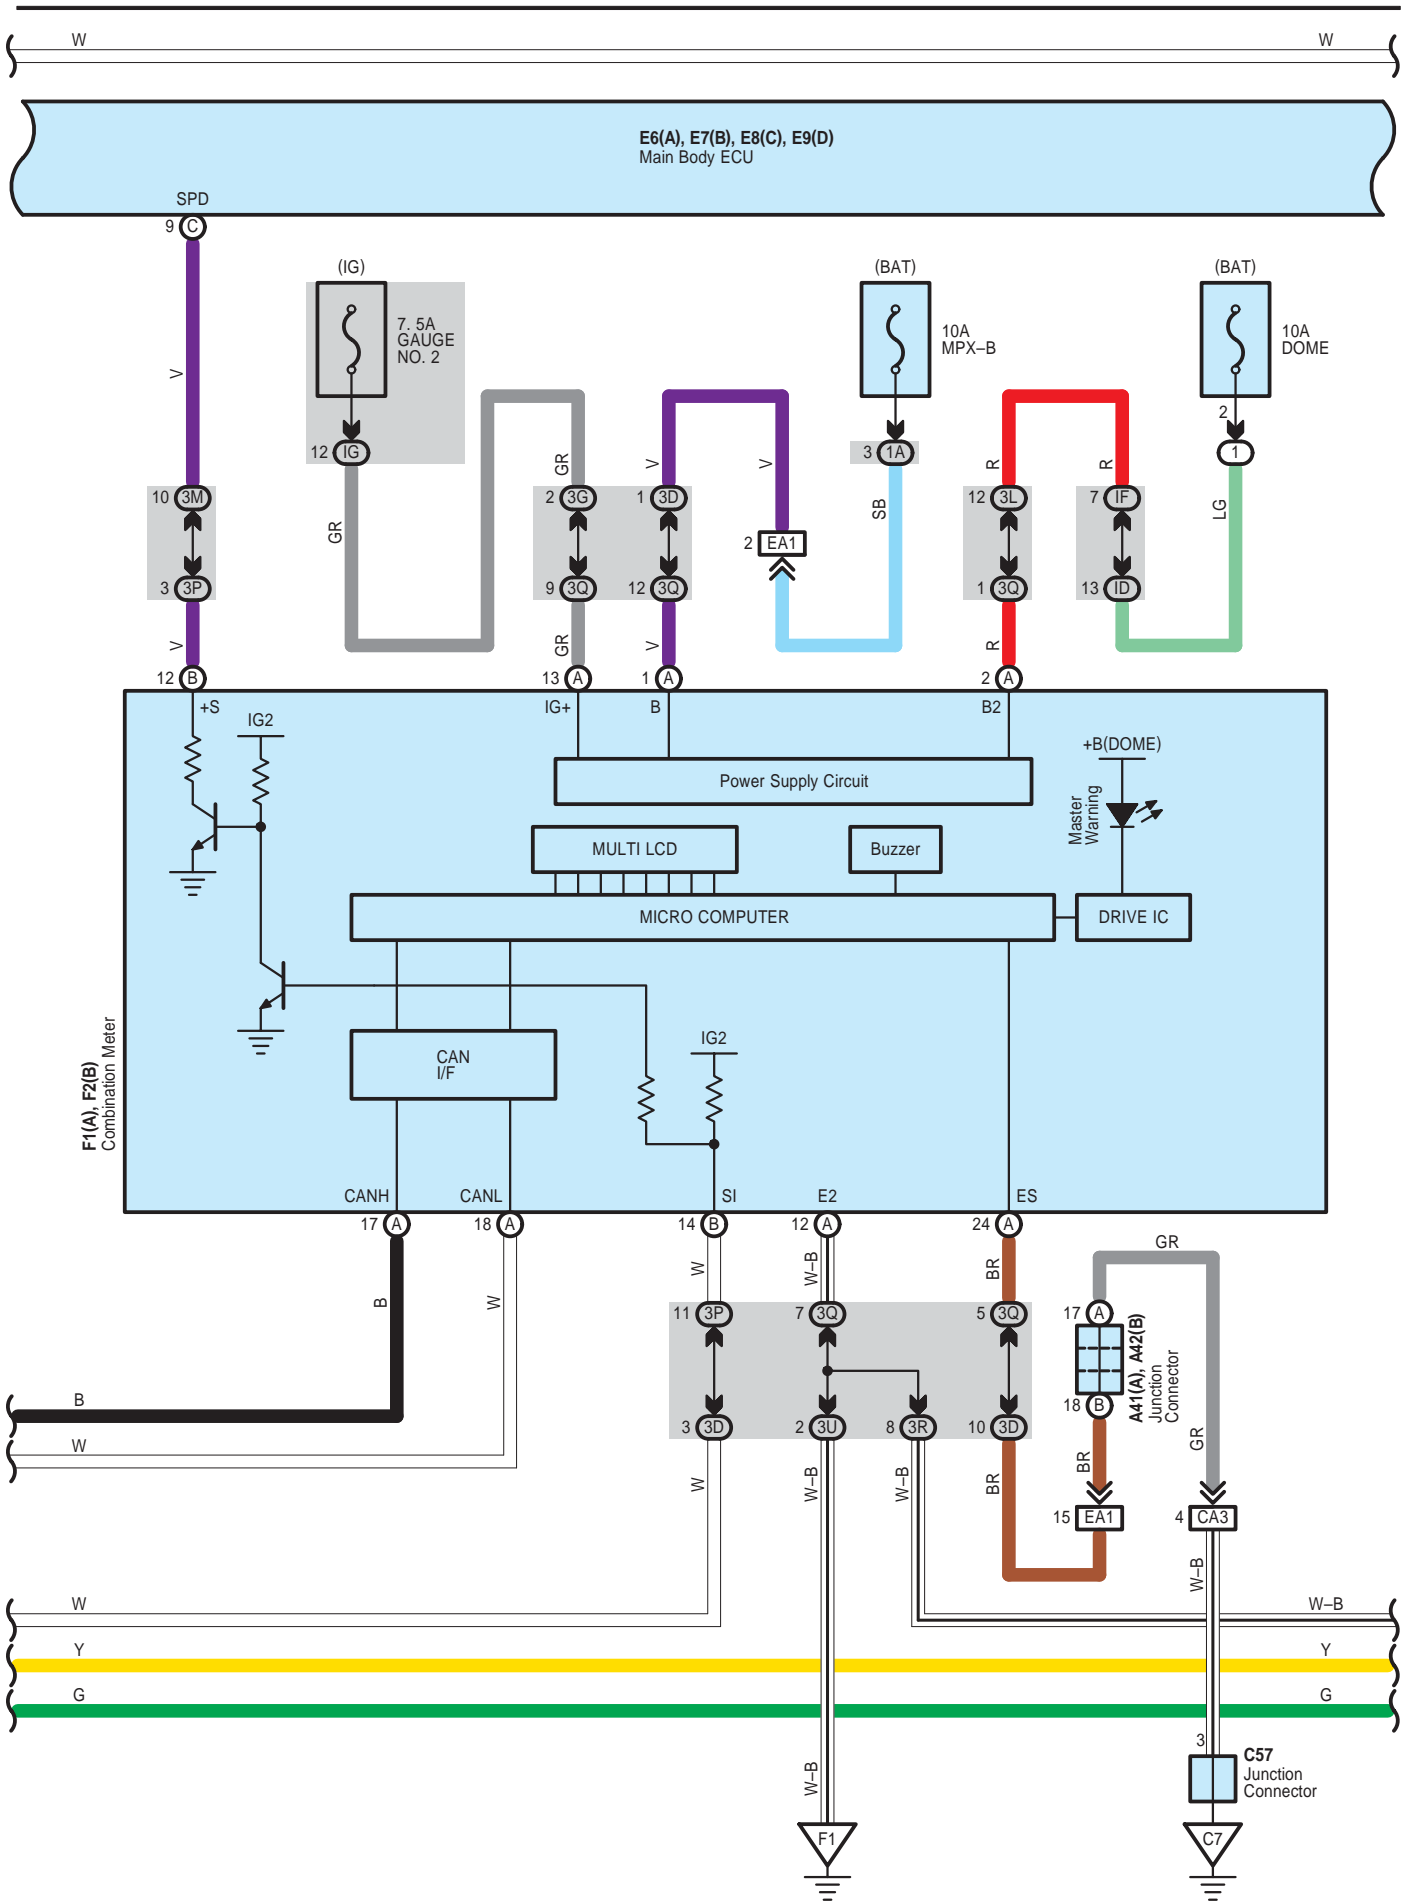 W
W
E6(A), E7(B), E8(C), E9(D)
Main Body ECU
SPD
9 C
(IG)
(BAT)
(BAT)
7. 5A
GAUGE
NO. 2
10A
MPX–B
10A
DOME
V
2
12 IG
3 1A
1
GR
V
V
R
R
10 3M
2 3G
1 3D
12 3L
7 IF
GR
SB
LG
2 EA1
3 3P
9 3Q
12 3Q
1 3Q
13 ID
V
GR
V
R
12 B
13 A
1 A
2 A
+S
IG+
B
B2
IG2
+B(DOME)
Power Supply Circuit
Master
Warning
MULTI LCD
Buzzer
MICRO COMPUTER
DRIVE IC
F1(A), F2(B)
Combination Meter
IG2
CAN
I/F
CANH
CANL
SI
E2
ES
17 A
18 A
14 B
12 A
24 A
GR
W
W–B
BR
B
W
11 3P
7 3Q
5 3Q
17 A
A41(A), A42(B)
Junction
Connector
18 B
B
3 3D
2 3U
8 3R
10 3D
W
GR
W
W–B
W–B
BR
BR
15 EA1
4 CA3
W–B
W
W–B
Y
Y
G
G
3
C57
Junction
Connector
W–B
F1
C7